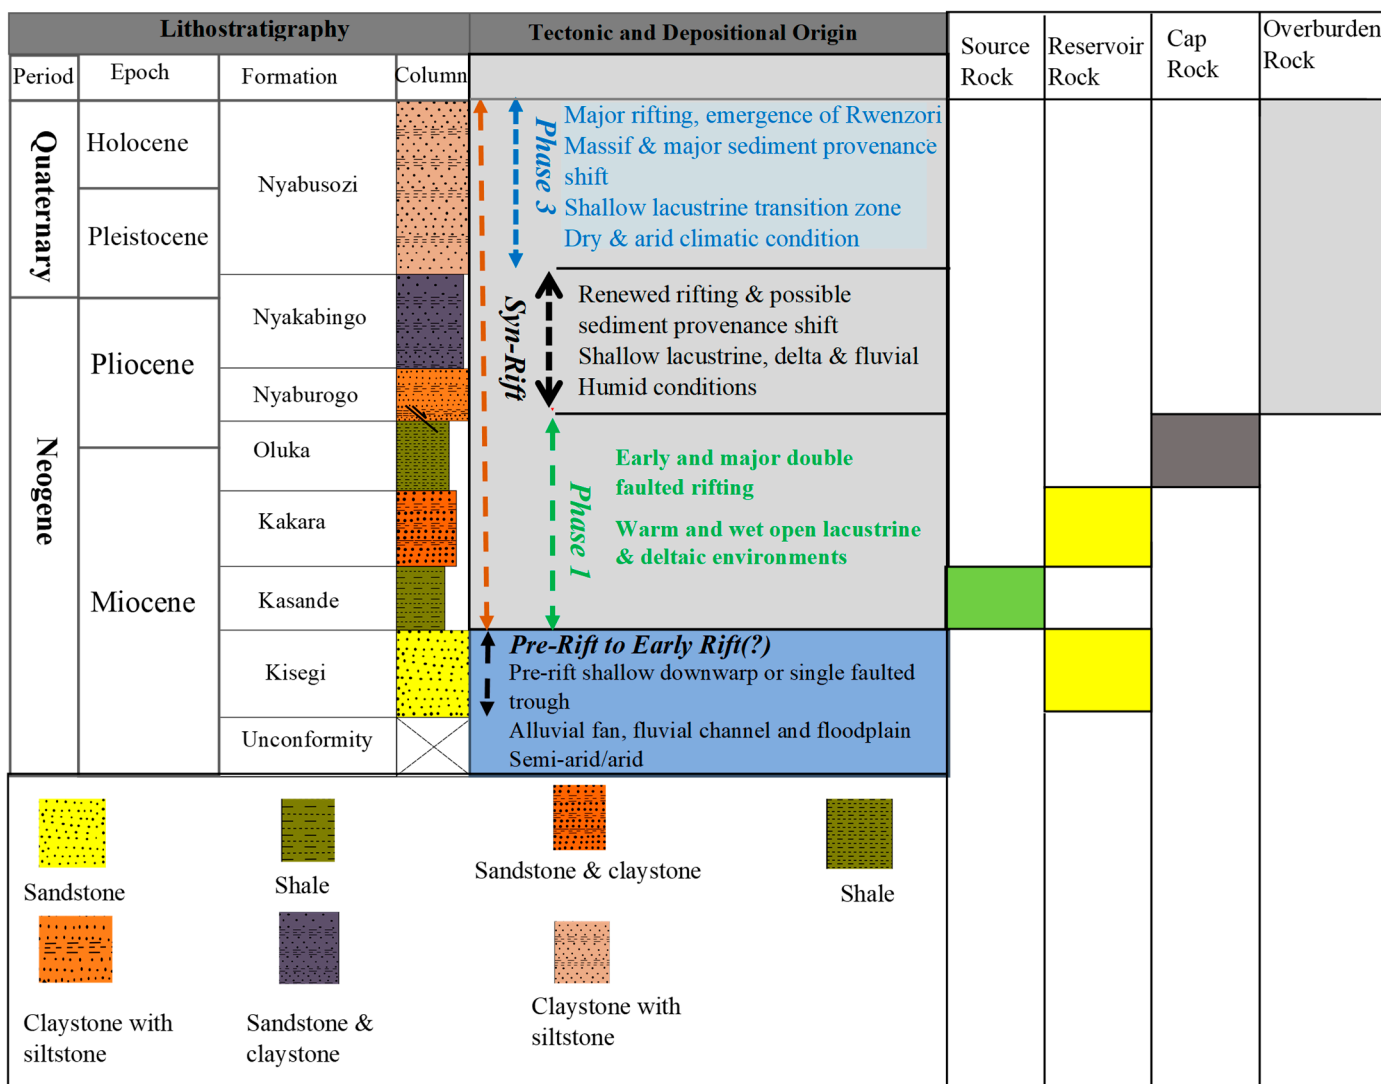 Lithostratigraphy
Tectonic and Depositional Origin
Source
Rock
Reservoir
Rock
Cap
Rock
Overburden
Rock
Period
Epoch
Formation
Column
Quaternary
Holocene
Pleistocene
Nyabusozi
Phase 3
Major rifting, emergence of Rwenzori
Massif & major sediment provenance
shift
Shallow lacustrine transition zone
Dry & arid climatic condition
Neogene
Pliocene
Nyakabingo
Nyaburogo
Syn-Rift
Renewed rifting & possible
sediment provenance shift
Shallow lacustrine, delta & fluvial
Humid conditions
Miocene
Oluka
Kakara
Kasande
Phase 1
Early and major double
faulted rifting
Warm and wet open lacustrine
& deltaic environments
Kisegi
Unconformity
Pre-Rift to Early Rift(?)
Pre-rift shallow downwarp or single faulted
trough
Alluvial fan, fluvial channel and floodplain
Semi-arid/arid
Sandstone
Shale
Sandstone & claystone
Shale
Claystone with
siltstone
Sandstone &
claystone
Claystone with
siltstone